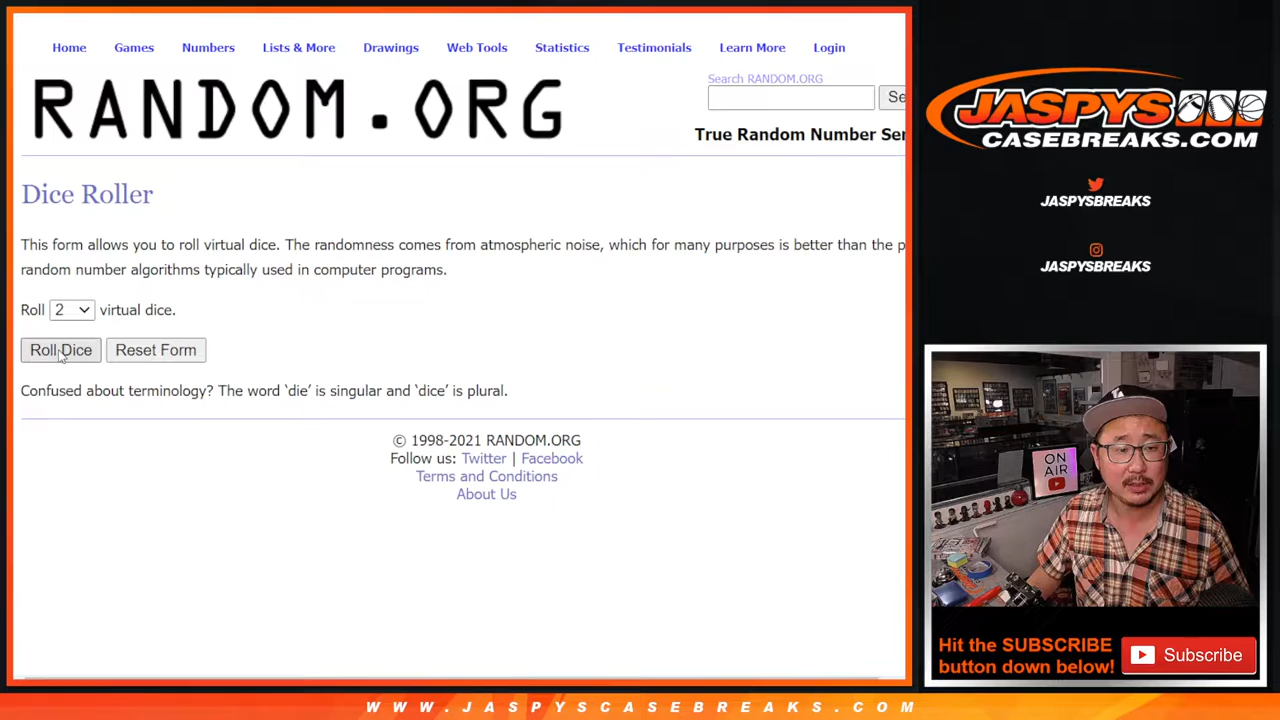 Home Games Numbers Lists & More Drawings Web Tools Statistics Testimonials Learn More Login
RANDOM.ORG
Search RANDOM.ORG
Se
True Random Number Ser
Dice Roller
This form allows you to roll virtual dice. The randomness comes from atmospheric noise, which for many purposes is better than the p
random number algorithms typically used in computer programs.
Roll 2 virtual dice.
Roll Dice Reset Form
Confused about terminology? The word ‘die’ is singular and ‘dice’ is plural.
© 1998-2021 RANDOM.ORG
Follow us: Twitter | Facebook
Terms and Conditions
About Us
JASPYS
CASEBREAKS.COM
JASPYSBREAKS
JASPYSBREAKS
ON
AIR
Hit the SUBSCRIBE
button down below!
Subscribe
WWW.JASPYSCASEBREAKS.COM